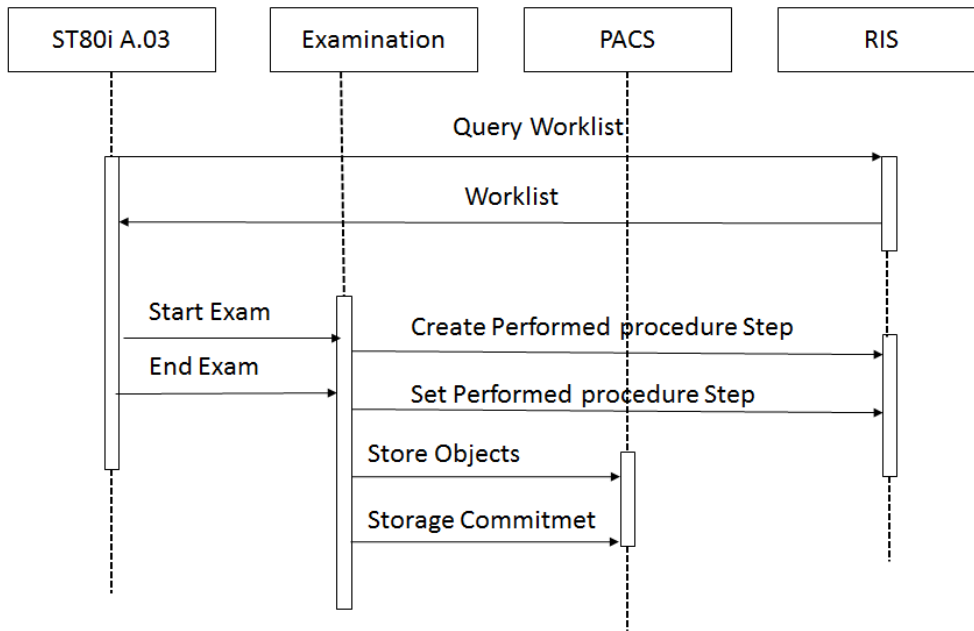 ST80i A.03
Examination
PACS
RIS
Query Worklist
Worklist
Start Exam
Create Performed procedure Step
End Exam
Set Performed procedure Step
Store Objects
Storage Commitmet